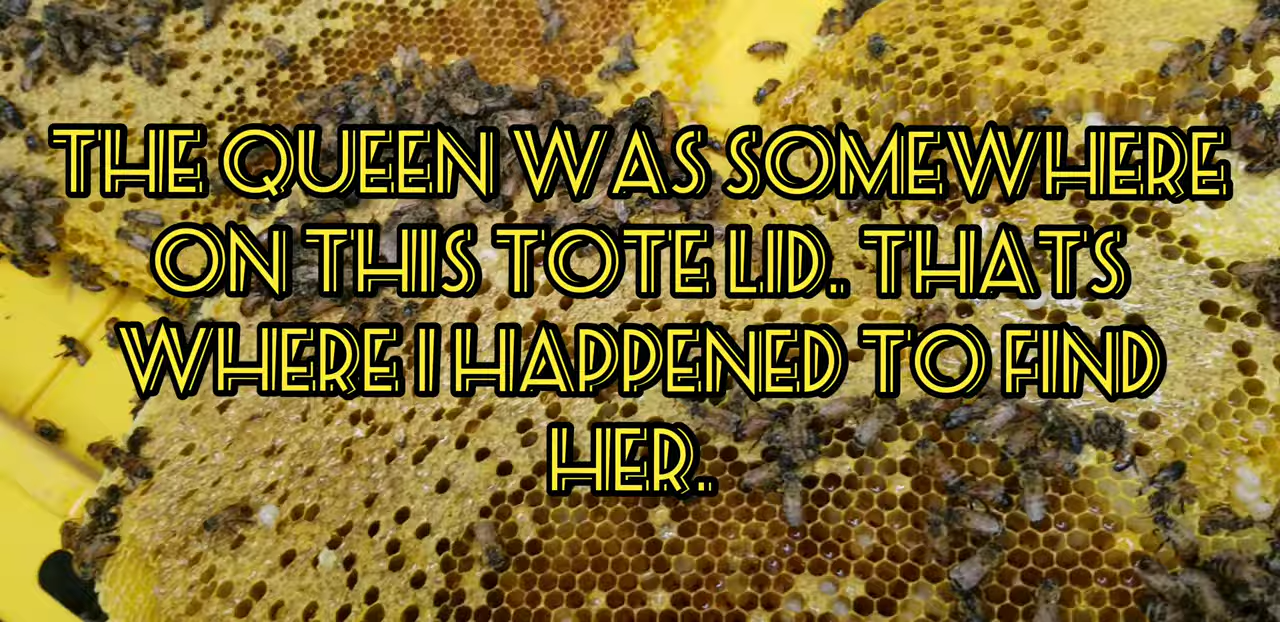 THE QUEEN WAS SOMEWHERE
ON THIS TOTE LID. THATS
WHERE I HAPPENED TO FIND
HER.